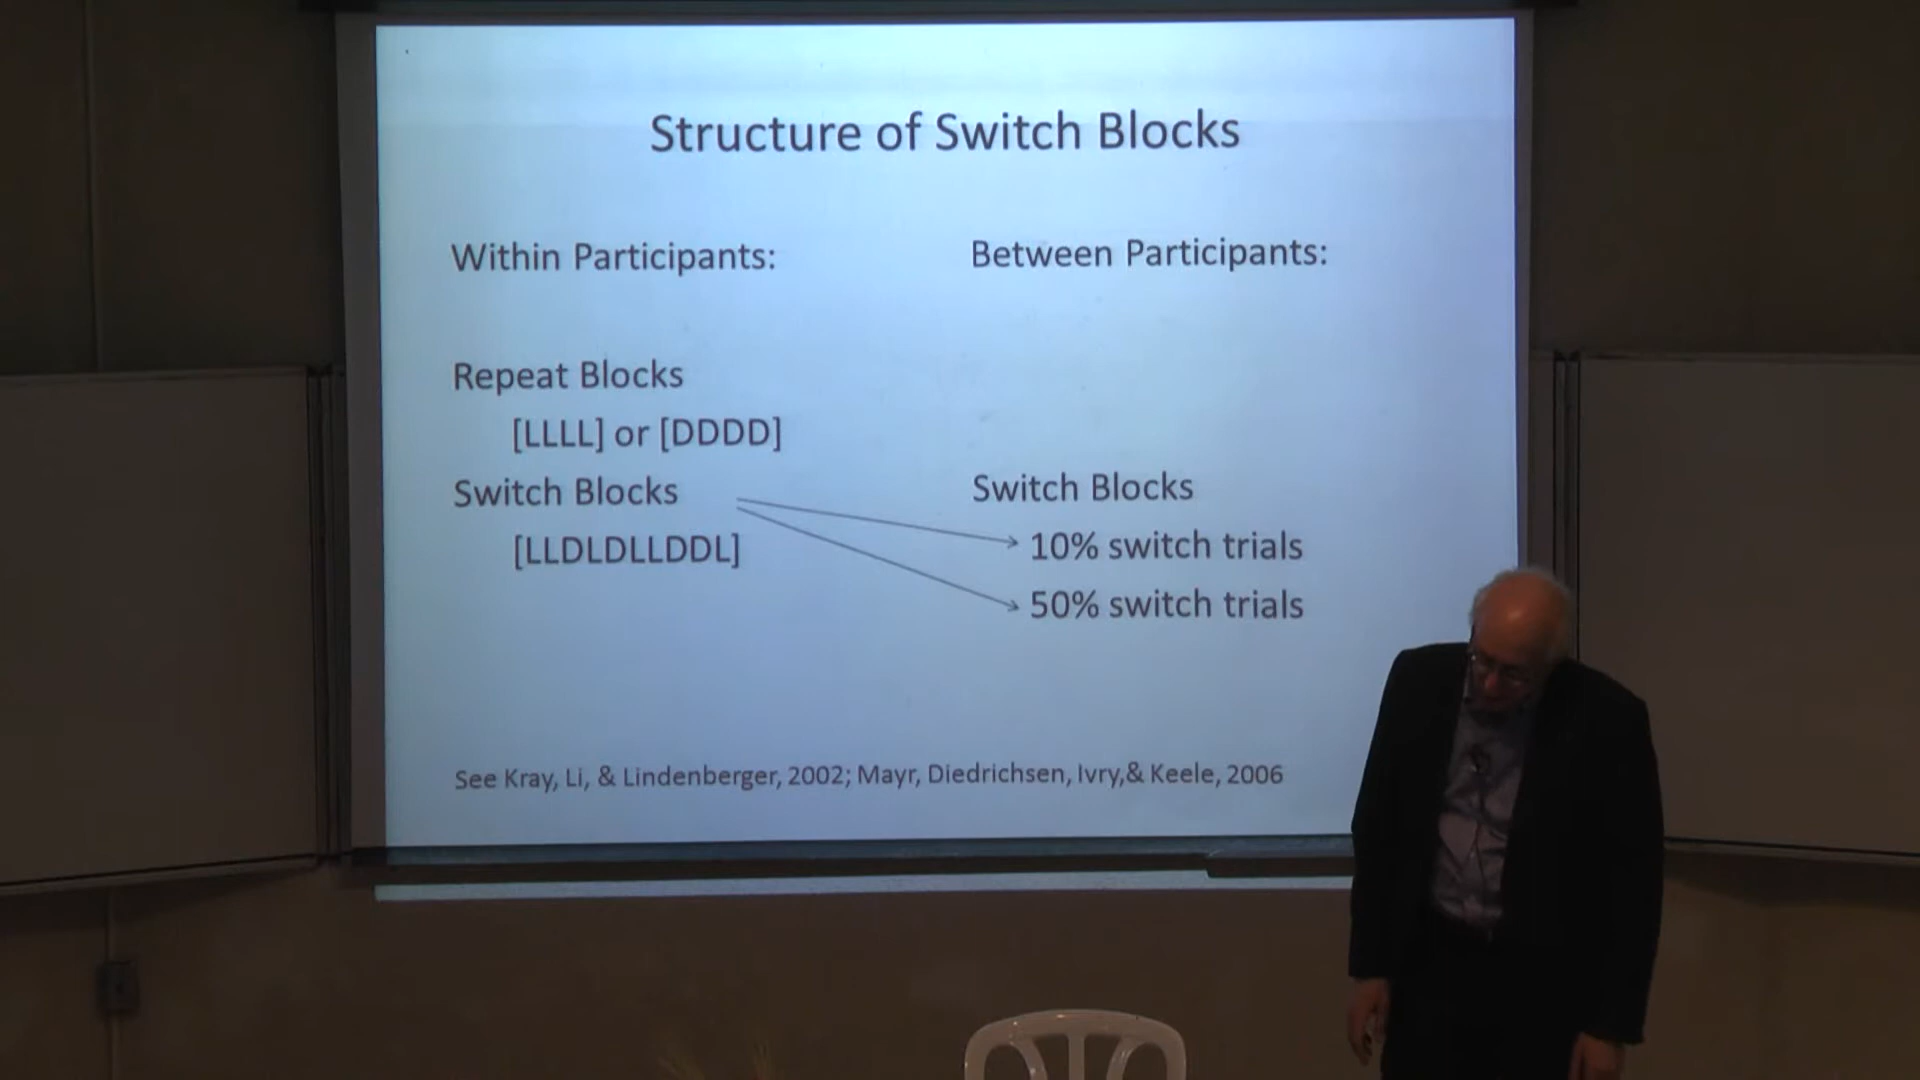 Structure of Switch Blocks
Within Participants:
Between Participants:
Repeat Blocks
[LLLL] or [DDDD]
Switch Blocks
[LLDLDLLDDL]
Switch Blocks
10% switch trials
50% switch trials
See Kray, Li, & Lindenberger, 2002; Mayr, Diedrichsen, Ivry,& Keele, 2006